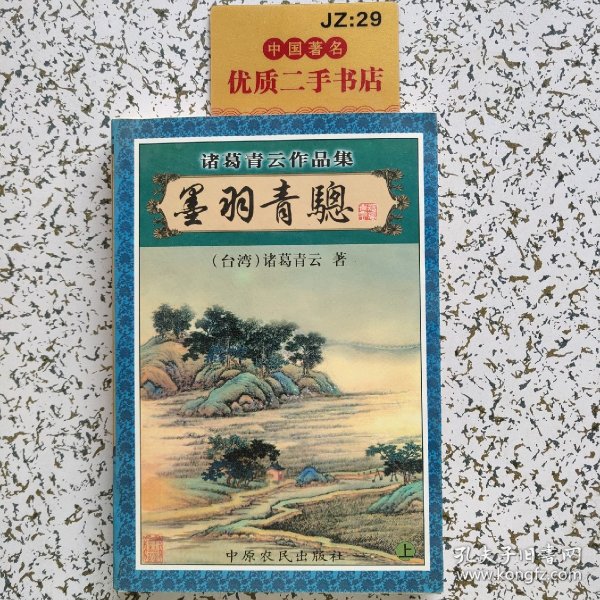 JZ:29
中国著名
优质二手书店
诸葛青云作品集
墨羽青骢
（台湾）诸葛青云 著
中原农民出版社
上
孔夫子旧书网
www.kongfz.com